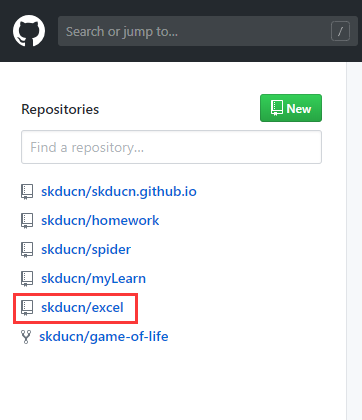 Search or jump to...
/
Repositories
New
Find a repository...
skducn/skducn.github.io
skducn/homework
skducn/spider
skducn/myLearn
skducn/excel
skducn/game-of-life